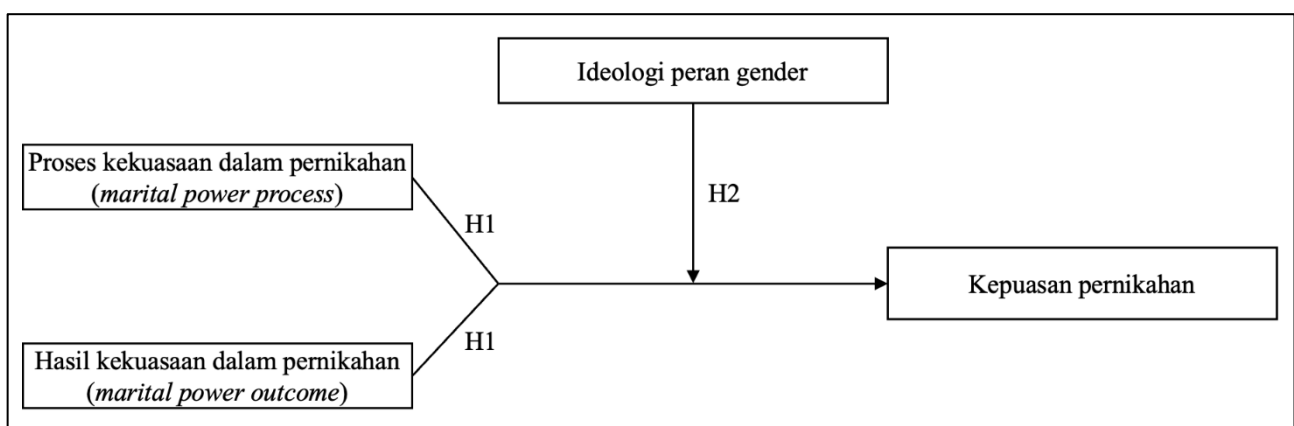 Ideologi peran gender
Proses kekuasaan dalam pernikahan
(marital power process)
H1
H2
Kepuasan pernikahan
H1
Hasil kekuasaan dalam pernikahan
(marital power outcome)